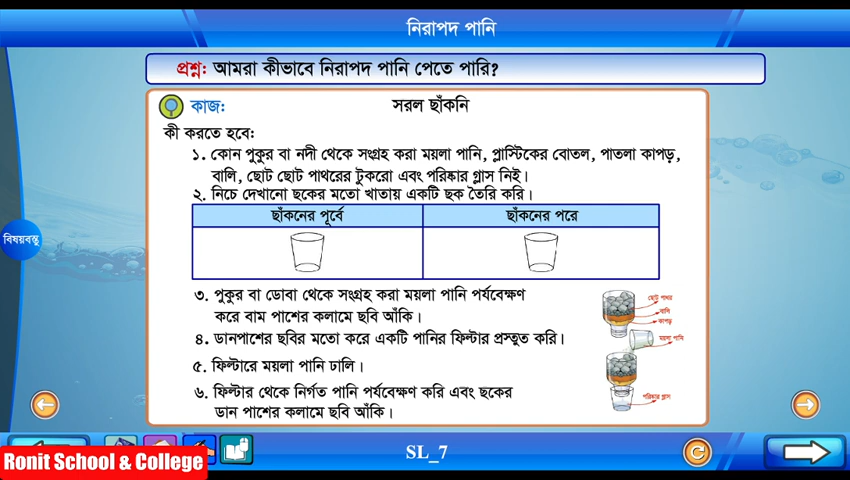 নিরাপদ পানি
প্রশ্ন: আমরা কীভাবে নিরাপদ পানি পেতে পারি?
কাজ: সরল ছাঁকনি
কী করতে হবে:
১. কোন পুকুর বা নদী থেকে সংগ্রহ করা ময়লা পানি, প্লাস্টিকের বোতল, পাতলা কাপড়,
বালি, ছোট ছোট পাথরের টুকরো এবং পরিষ্কার গ্লাস নিই।
২. নিচে দেখানো ছকের মতো খাতায় একটি ছক তৈরি করি।
ছাঁকনের পূর্বে ছাঁকনের পরে
বিষয়বস্তু
৩. পুকুর বা ডোবা থেকে সংগ্রহ করা ময়লা পানি পর্যবেক্ষণ
করে বাম পাশের কলামে ছবি আঁকি।
৪. ডানপাশের ছবির মতো করে একটি পানির ফিল্টার প্রস্তুত করি।
৫. ফিল্টারে ময়লা পানি ঢালি।
৬. ফিল্টার থেকে নির্গত পানি পর্যবেক্ষণ করি এবং ছকের
ডান পাশের কলামে ছবি আঁকি।
ছোট পাথর
বালি
কাপড়
ময়লা পানি
পরিষ্কার গ্লাস
SL_7
Ronit School & College